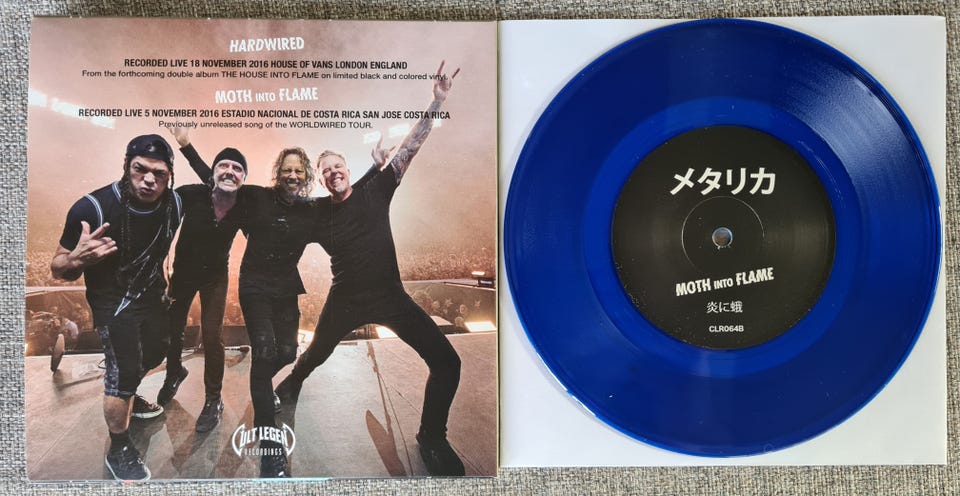 HARDWIRED
RECORDED LIVE 18 NOVEMBER 2016 HOUSE OF VANS LONDON ENGLAND
From the forthcoming double album THE HOUSE INTO FLAME on limited black and colored vinyl.
MOTH INTO FLAME
RECORDED LIVE 5 NOVEMBER 2016 ESTADIO NACIONAL DE COSTA RICA SAN JOSE COSTA RICA
Previously unreleased song of the WORLDWIRED TOUR.
CULT LEGEND
RECORDINGS
メタリカ
MOTH INTO FLAME
炎に蛾
CLR064B